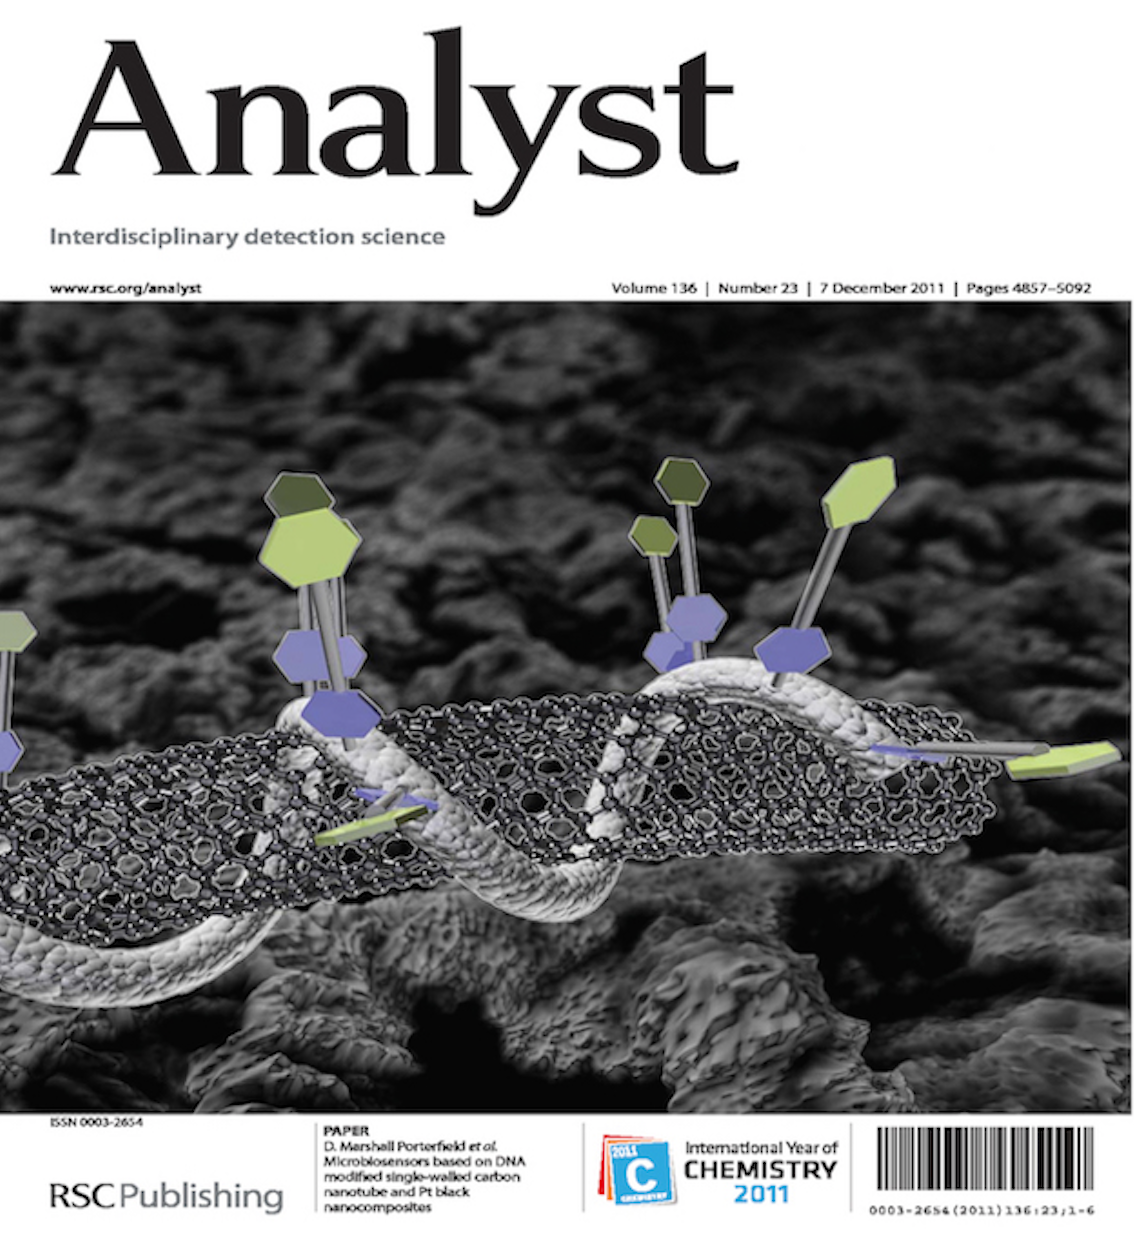 Analyst
Interdisciplinary detection science
www.rsc.org/analyst
Volume 136 | Number 23 | 7 December 2011 | Pages 4857–5092
ISSN 0003-2654
RSC Publishing
PAPER
D. Marshall Porterfield et al.
Microbiosensors based on DNA
modified single-walled carbon
nanotube and Pt black
nanocomposites
2011
C
CHEMISTRY
International Year of
CHEMISTRY
2011
0003-2654(2011)136:23;1-6